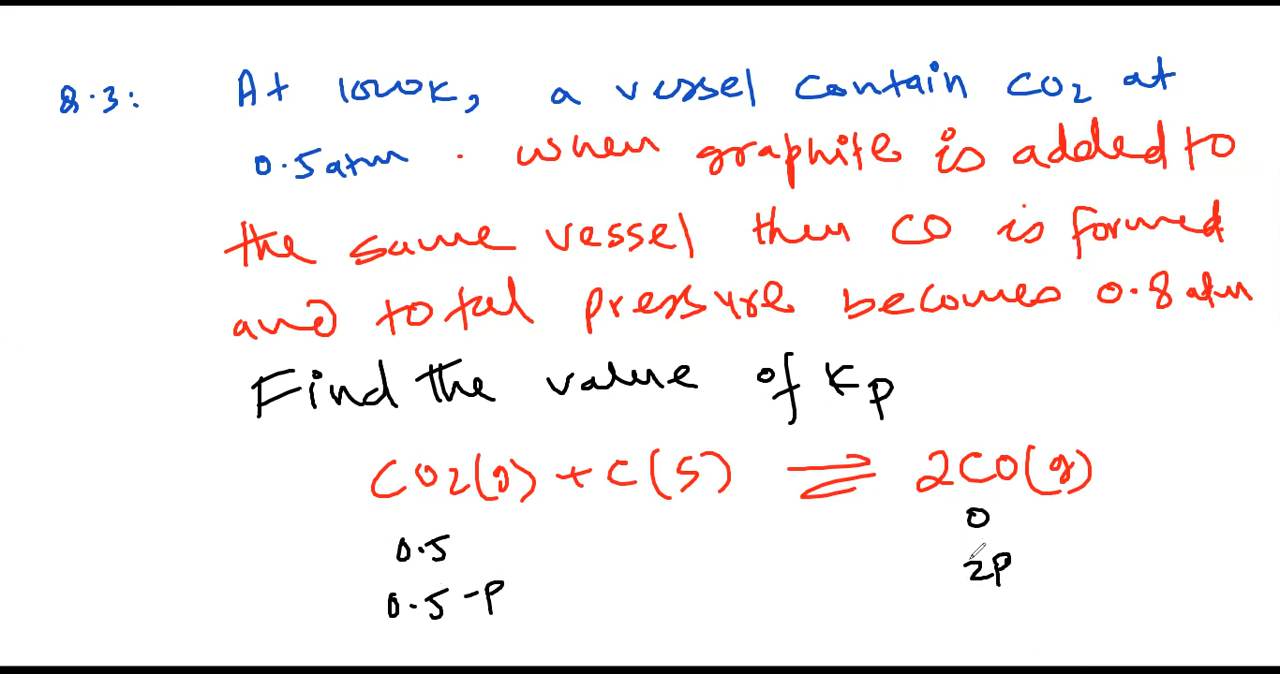 Q.3: At 1000K, a vessel contain CO2 at
0.5atm. when graphite is added to
the same vessel then CO is formed
and total pressure becomes 0.8 atm
Find the value of Kp
CO2(g) + C(s) ⇌ 2CO(g)
0.5 0
0.5-P 2P